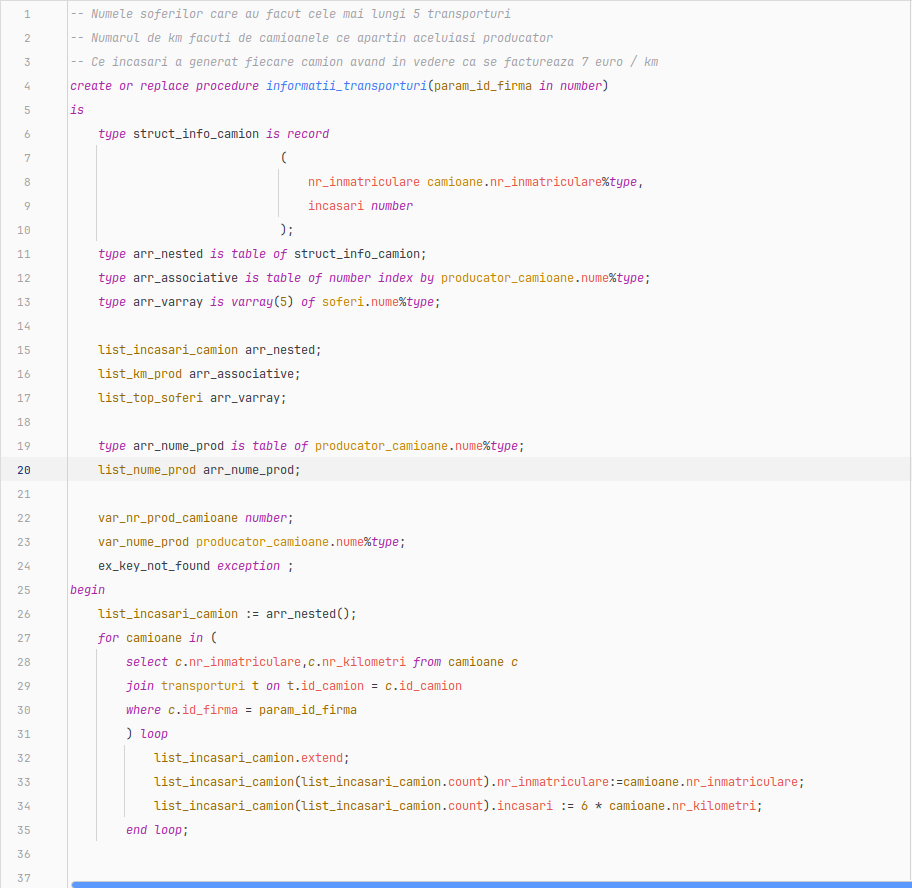 1 -- Numele soferilor care au facut cele mai lungi 5 transporturi
2 -- Numarul de km facuti de camioanele ce apartin aceluiasi producator
3 -- Ce incasari a generat fiecare camion avand in vedere ca se factureaza 7 euro / km
4 create or replace procedure informatii_transporturi(param_id_firma in number)
5 is
6 type struct_info_camion is record
7 (
8 nr_inmatriculare camioane.nr_inmatriculare%type,
9 incasari number
10 );
11 type arr_nested is table of struct_info_camion;
12 type arr_associative is table of number index by producator_camioane.nume%type;
13 type arr_varray is varray(5) of soferi.nume%type;
14
15 list_incasari_camion arr_nested;
16 list_km_prod arr_associative;
17 list_top_soferi arr_varray;
18
19 type arr_nume_prod is table of producator_camioane.nume%type;
20 list_nume_prod arr_nume_prod;
21
22 var_nr_prod_camioane number;
23 var_nume_prod producator_camioane.nume%type;
24 ex_key_not_found exception ;
25 begin
26 list_incasari_camion := arr_nested();
27 for camioane in (
28 select c.nr_inmatriculare,c.nr_kilometri from camioane c
29 join transporturi t on t.id_camion = c.id_camion
30 where c.id_firma = param_id_firma
31 ) loop
32 list_incasari_camion.extend;
33 list_incasari_camion(list_incasari_camion.count).nr_inmatriculare:=camioane.nr_inmatriculare;
34 list_incasari_camion(list_incasari_camion.count).incasari := 6 * camioane.nr_kilometri;
35 end loop;
36
37